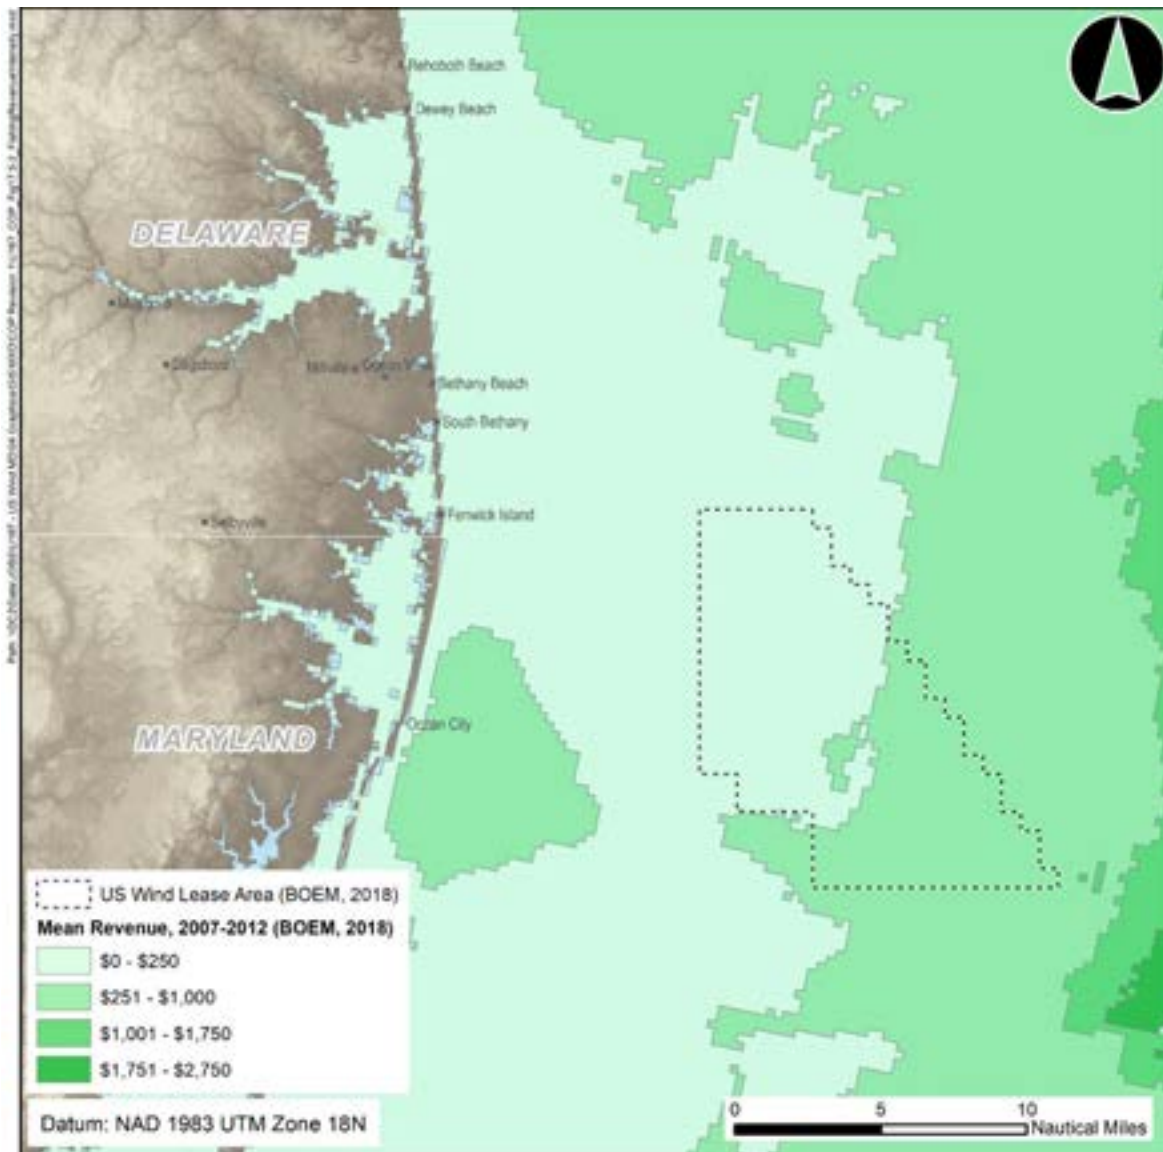 Rehoboth Beach
Dewey Beach
DELAWARE
Bethany Beach
South Bethany
Fenwick Island
Selbyville
Ocean City
MARYLAND
US Wind Lease Area (BOEM, 2018)
Mean Revenue, 2007-2012 (BOEM, 2018)
$0 - $250
$251 - $1,000
$1,001 - $1,750
$1,751 - $2,750
Datum: NAD 1983 UTM Zone 18N
0 5 10
Nautical Miles